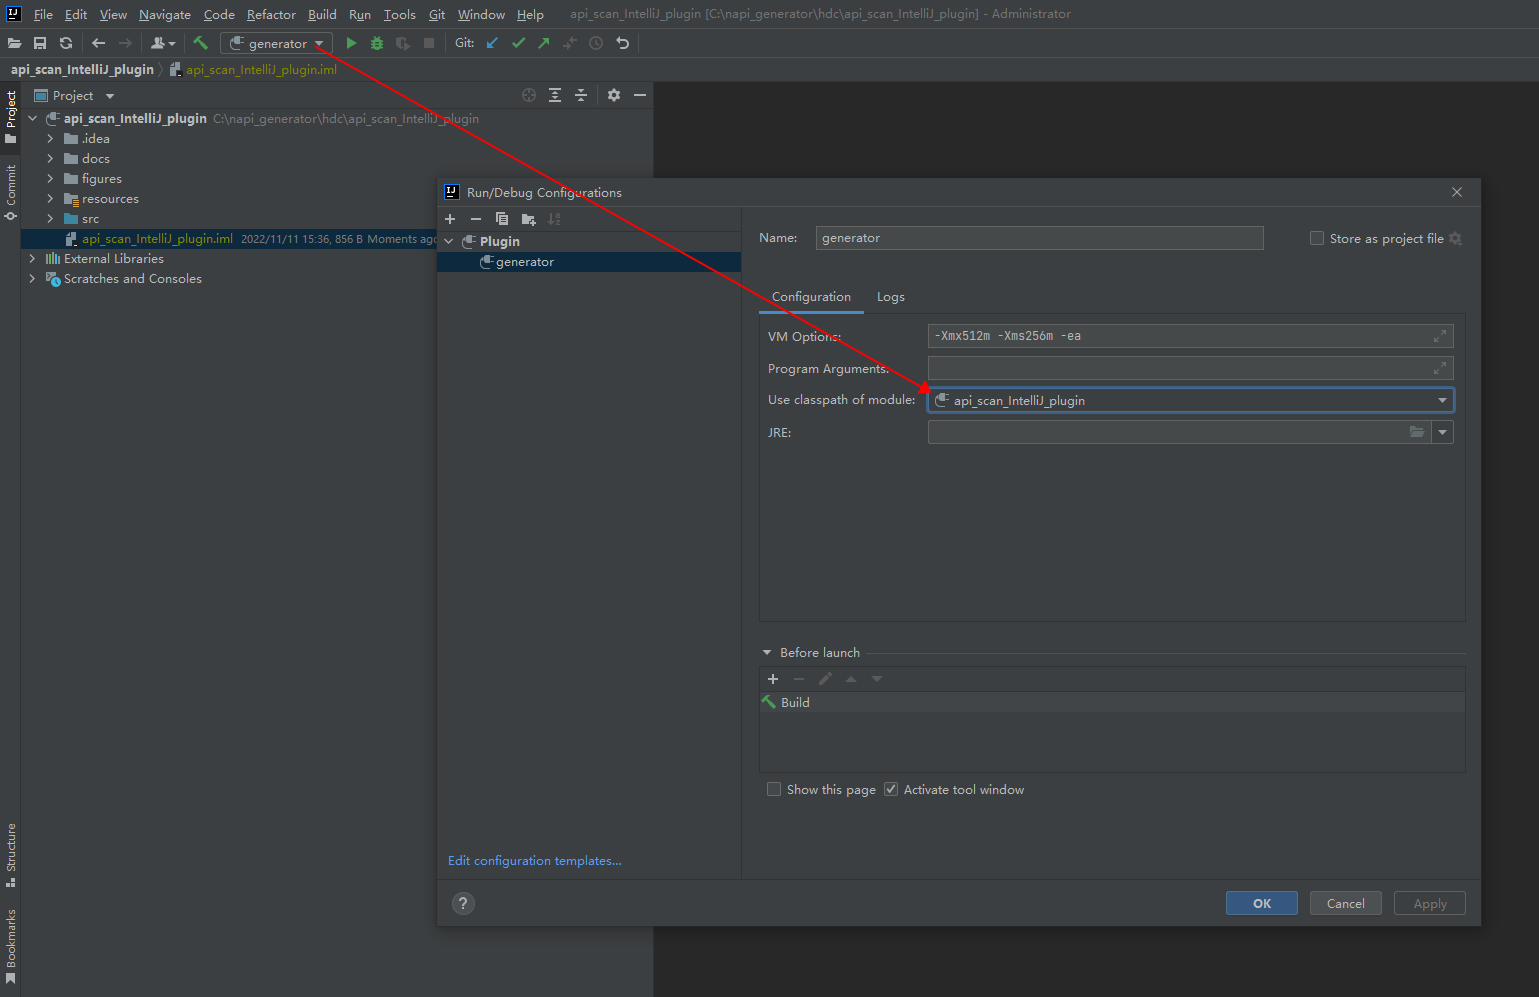 IJ File Edit View Navigate Code Refactor Build Run Tools Git Window Help api_scan_IntelliJ_plugin [C:\napi_generator\hdc\api_scan_IntelliJ_plugin] - Administrator
generator Git:
api_scan_IntelliJ_plugin api_scan_IntelliJ_plugin.iml
Project
Project
Commit
Structure
Bookmarks
api_scan_IntelliJ_plugin C:\napi_generator\hdc\api_scan_IntelliJ_plugin
.idea
docs
figures
resources
src
api_scan_IntelliJ_plugin.iml 2022/11/11 15:36, 856 B Moments ago
External Libraries
Scratches and Consoles
IJ Run/Debug Configurations
Plugin
generator
Edit configuration templates...
?
Name: generator Store as project file
Configuration Logs
VM Options: -Xmx512m -Xms256m -ea
Program Arguments:
Use classpath of module: api_scan_IntelliJ_plugin
JRE:
Before launch
Build
Show this page Activate tool window
OK Cancel Apply